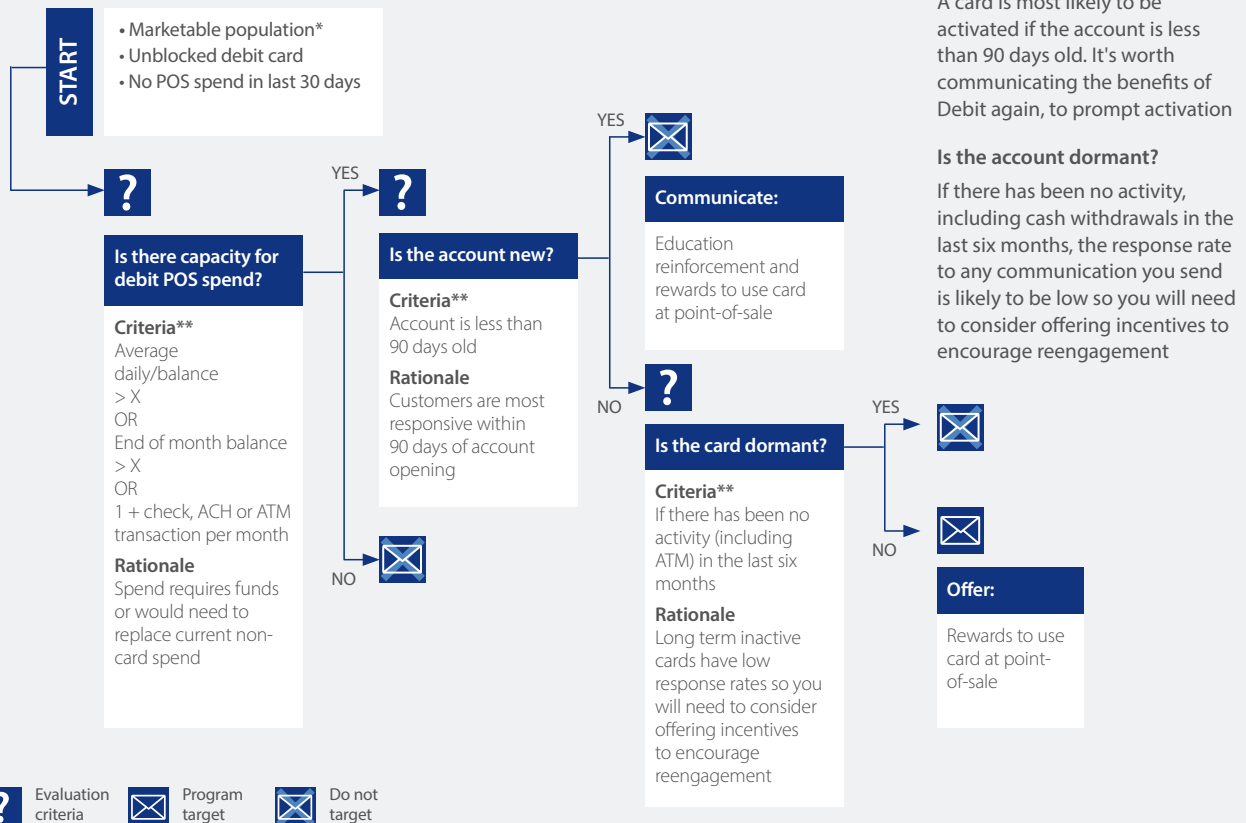 START
• Marketable population*
• Unblocked debit card
• No POS spend in last 30 days
?
Is there capacity for
debit POS spend?
Criteria**
Average
daily/balance
> X
OR
End of month balance
> X
OR
1 + check, ACH or ATM
transaction per month
Rationale
Spend requires funds
or would need to
replace current non-
card spend
YES
NO
?
Is the account new?
Criteria**
Account is less than
90 days old
Rationale
Customers are most
responsive within
90 days of account
opening
YES
Communicate:
Education
reinforcement and
rewards to use card
at point-of-sale
NO
?
Is the card dormant?
Criteria**
If there has been no
activity (including
ATM) in the last six
months
Rationale
Long term inactive
cards have low
response rates so you
will need to consider
offering incentives
to encourage
reengagement
YES
NO
Offer:
Rewards to use
card at point-
of-sale
A card is most likely to be
activated if the account is less
than 90 days old. It's worth
communicating the benefits of
Debit again, to prompt activation
Is the account dormant?
If there has been no activity,
including cash withdrawals in the
last six months, the response rate
to any communication you send
is likely to be low so you will need
to consider offering incentives to
encourage reengagement
?
Evaluation
criteria
Program
target
Do not
target